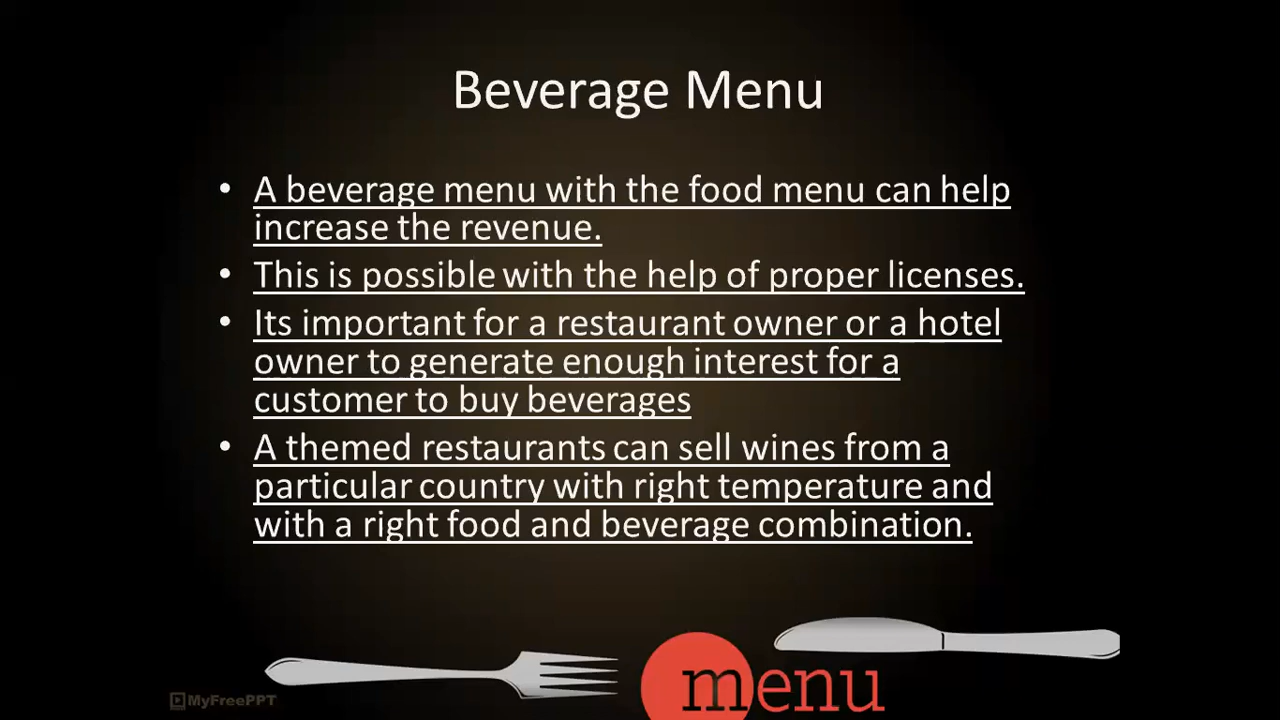 Beverage Menu
• A beverage menu with the food menu can help
increase the revenue.
• This is possible with the help of proper licenses.
• Its important for a restaurant owner or a hotel
owner to generate enough interest for a
customer to buy beverages
• A themed restaurants can sell wines from a
particular country with right temperature and
with a right food and beverage combination.
menu
MyFreePPT